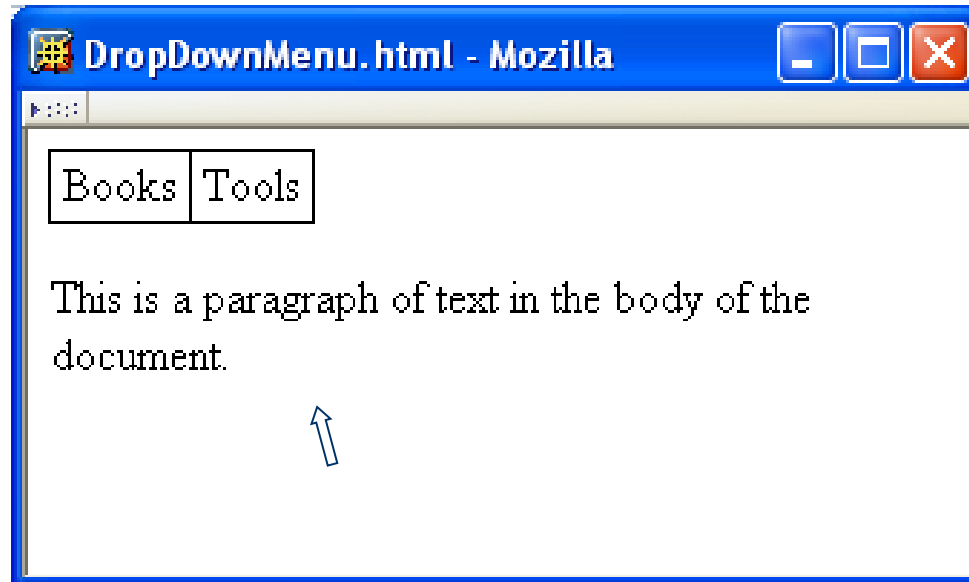 DropDownMenu.html - Mozilla
Books Tools
This is a paragraph of text in the body of the
document.